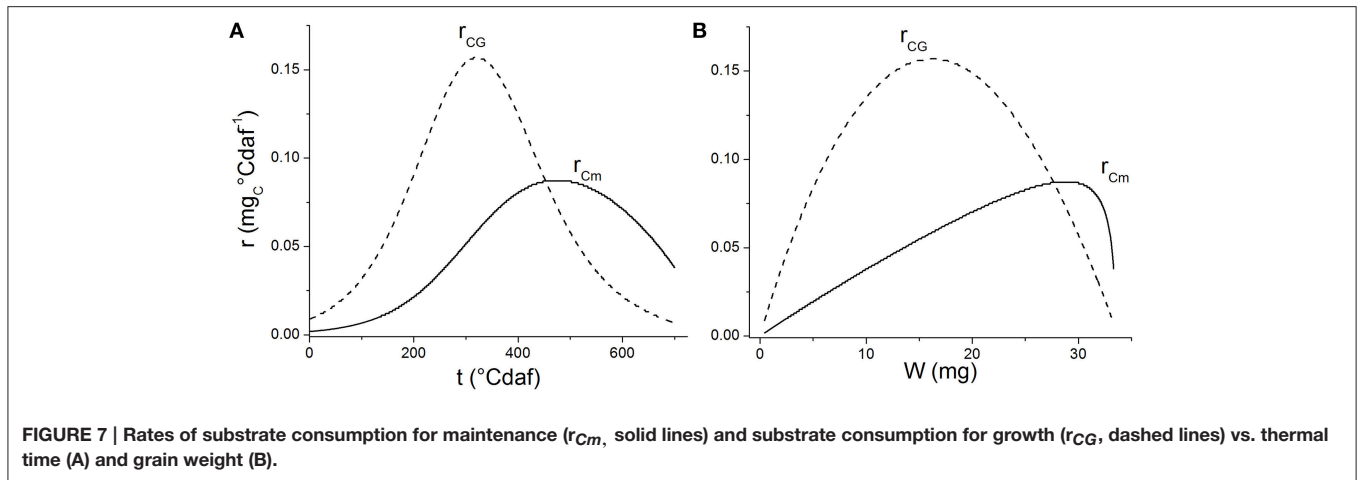 A
B
r_CG
r_CG
0.15
0.15
r_Cm
r_Cm
0.10
0.10
r (mg_C °Cdaf⁻¹)
0.05
0.05
0.00
0.00
0 200 400 600
0 10 20 30
t (°Cdaf)
W (mg)
FIGURE 7 | Rates of substrate consumption for maintenance (r_Cm, solid lines) and substrate consumption for growth (r_CG, dashed lines) vs. thermal
time (A) and grain weight (B).